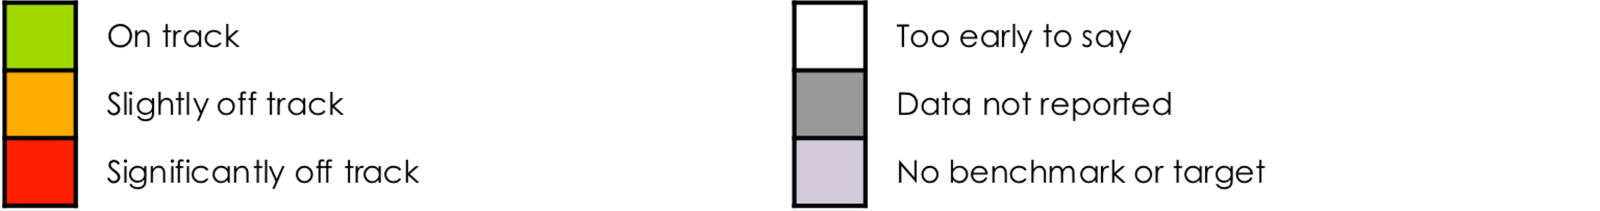 On track
Slightly off track
Significantly off track
Too early to say
Data not reported
No benchmark or target